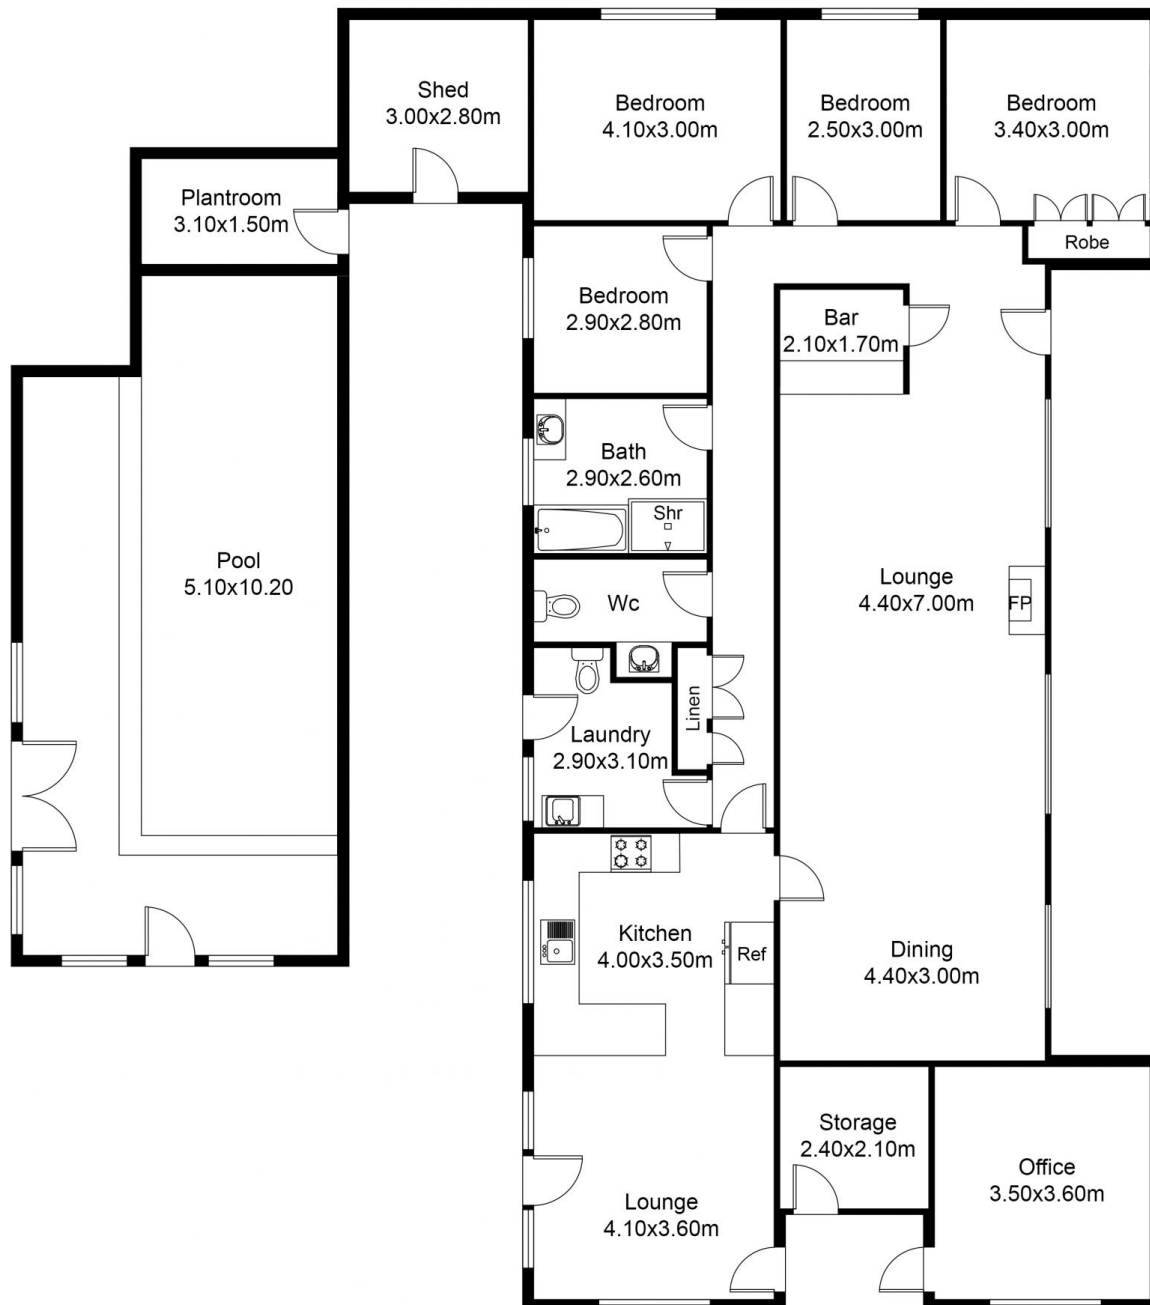 Shed
3.00x2.80m
Bedroom
4.10x3.00m
Bedroom
2.50x3.00m
Bedroom
3.40x3.00m
Plantroom
3.10x1.50m
Robe
Bedroom
2.90x2.80m
Bar
2.10x1.70m
Bath
2.90x2.60m
Shr
Pool
5.10x10.20
Lounge
4.40x7.00m
FP
Wc
Linen
Laundry
2.90x3.10m
Kitchen
4.00x3.50m
Ref
Dining
4.40x3.00m
Storage
2.40x2.10m
Office
3.50x3.60m
Lounge
4.10x3.60m